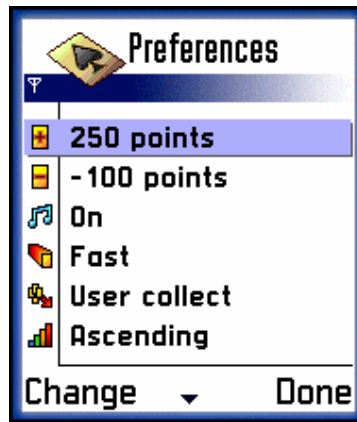 Preferences
250 points
-100 points
On
Fast
User collect
Ascending
Change Done